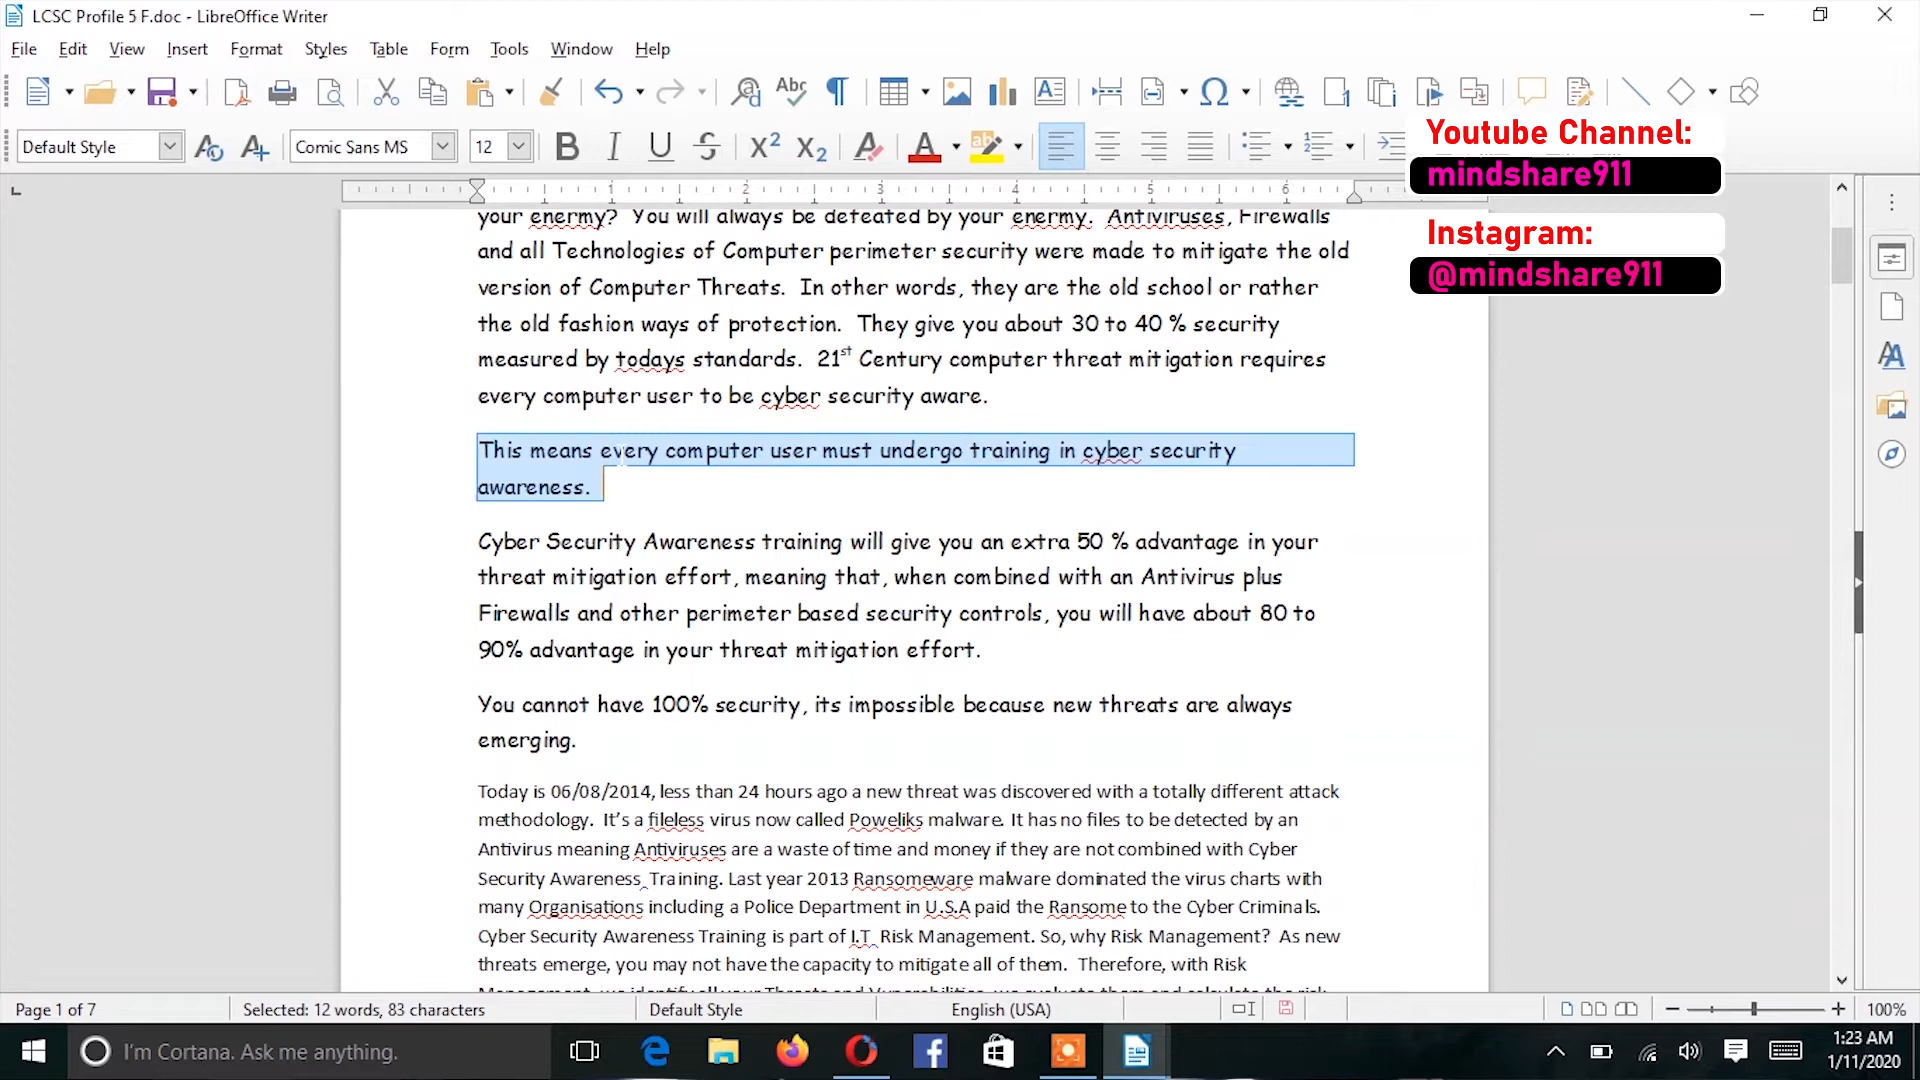 LCSC Profile 5 F.doc - LibreOffice Writer
File Edit View Insert Format Styles Table Form Tools Window Help
Default Style Comic Sans MS 12
Youtube Channel:
mindshare911
Instagram:
@mindshare911
1 2 3 4 5 6
your enermy?  You will always be defeated by your enermy.  Antiviruses, Firewalls
and all Technologies of Computer perimeter security were made to mitigate the old
version of Computer Threats.  In other words, they are the old school or rather
the old fashion ways of protection.  They give you about 30 to 40 % security
measured by todays standards.  21st Century computer threat mitigation requires
every computer user to be cyber security aware.
This means every computer user must undergo training in cyber security
awareness.
Cyber Security Awareness training will give you an extra 50 % advantage in your
threat mitigation effort, meaning that, when combined with an Antivirus plus
Firewalls and other perimeter based security controls, you will have about 80 to
90% advantage in your threat mitigation effort.
You cannot have 100% security, its impossible because new threats are always
emerging.
Today is 06/08/2014, less than 24 hours ago a new threat was discovered with a totally different attack
methodology.  It's a fileless virus now called Poweliks malware. It has no files to be detected by an
Antivirus meaning Antiviruses are a waste of time and money if they are not combined with Cyber
Security Awareness  Training. Last year 2013 Ransomeware malware dominated the virus charts with
many Organisations including a Police Department in U.S.A paid the Ransome to the Cyber Criminals.
Cyber Security Awareness Training is part of I.T  Risk Management. So, why Risk Management?  As new
threats emerge, you may not have the capacity to mitigate all of them.  Therefore, with Risk
Page 1 of 7 Selected: 12 words, 83 characters Default Style English (USA) 100%
I'm Cortana. Ask me anything.
1:23 AM
1/11/2020